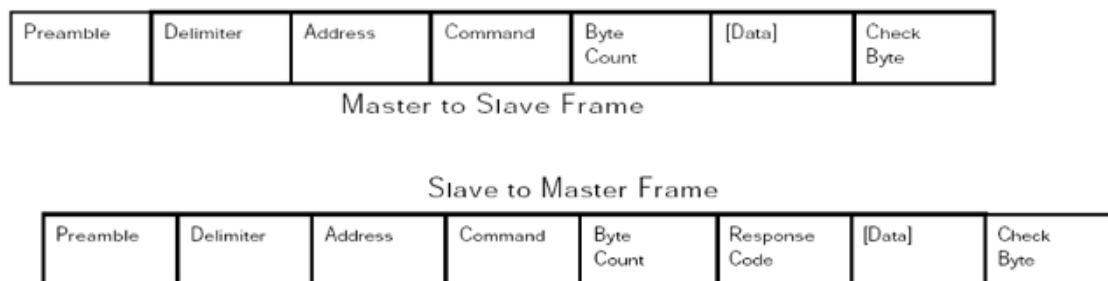 Preamble
Delimiter
Address
Command
Byte
Count
[Data]
Check
Byte
Master to Slave Frame
Slave to Master Frame
Preamble
Delimiter
Address
Command
Byte
Count
Response
Code
[Data]
Check
Byte